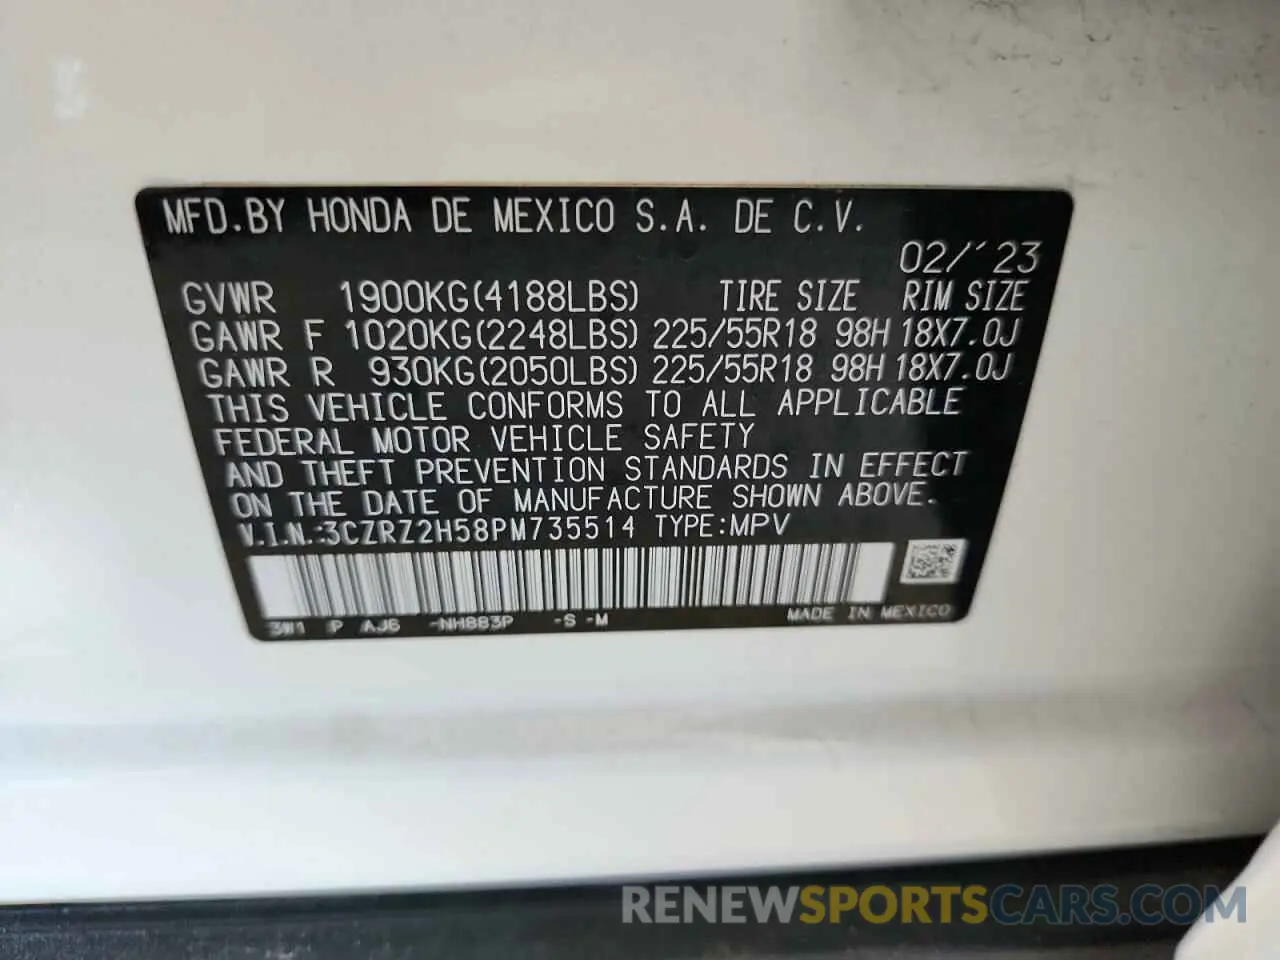 MFD.BY HONDA DE MEXICO S.A. DE C.V.
02/´23
GVWR 1900KG(4188LBS) TIRE SIZE RIM SIZE
GAWR F 1020KG(2248LBS) 225/55R18 98H 18X7.0J
GAWR R 930KG(2050LBS) 225/55R18 98H 18X7.0J
THIS VEHICLE CONFORMS TO ALL APPLICABLE
FEDERAL MOTOR VEHICLE SAFETY
AND THEFT PREVENTION STANDARDS IN EFFECT
ON THE DATE OF MANUFACTURE SHOWN ABOVE.
V.I.N.:3CZRZ2H58PM735514 TYPE:MPV
3W1 P AJ6 -NH883P -S -M MADE IN MEXICO
RENEWSPORTSCARS.COM